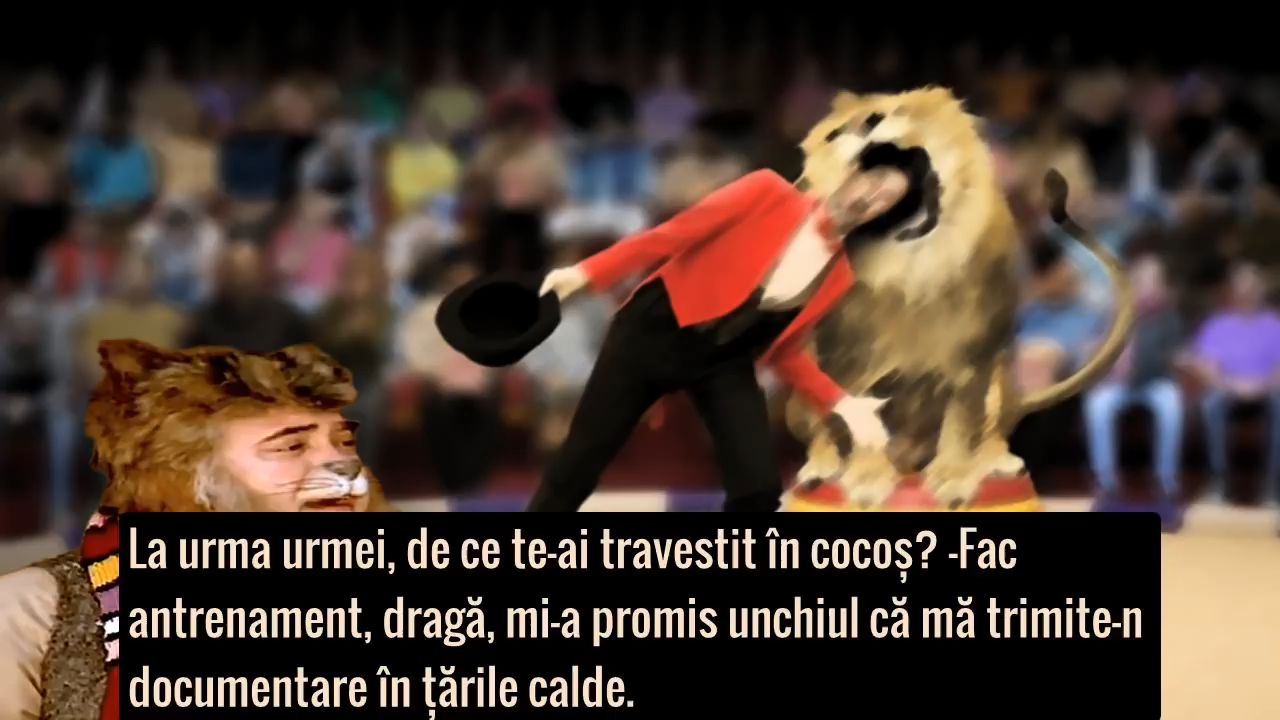 La urma urmei, de ce te-ai travestit în cocoș? -Fac
antrenament, dragă, mi-a promis unchiul că mă trimite-n
documentare în țările calde.